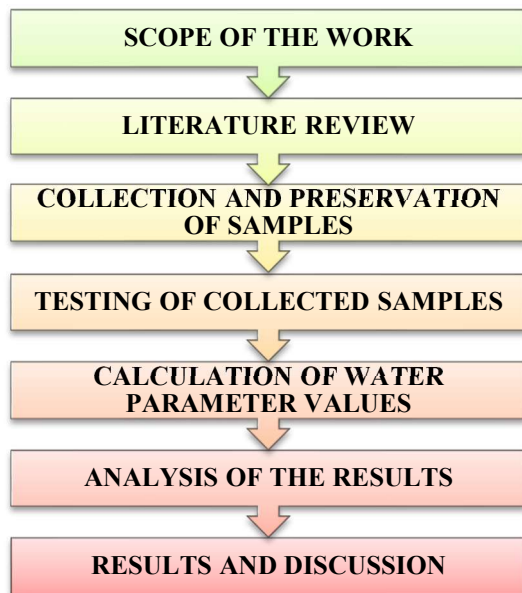 SCOPE OF THE WORK
LITERATURE REVIEW
COLLECTION AND PRESERVATION
OF SAMPLES
TESTING OF COLLECTED SAMPLES
CALCULATION OF WATER
PARAMETER VALUES
ANALYSIS OF THE RESULTS
RESULTS AND DISCUSSION